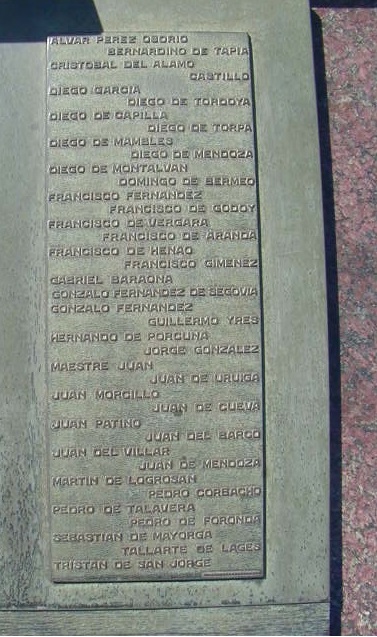 ALVAR PEREZ OSORIO
BERNARDINO DE TAPIA
CRISTOBAL DEL ALAMO
CASTILLO
DIEGO GARCIA
DIEGO DE TORDOYA
DIEGO DE CAPILLA
DIEGO DE TORPA
DIEGO DE MAMBLES
DIEGO DE MENDOZA
DIEGO DE MONTALVAN
DOMINGO DE BERMEO
FRANCISCO FERNANDEZ
FRANCISCO DE GODOY
FRANCISCO DE VERGARA
FRANCISCO DE ARANDA
FRANCISCO DE HENAO
FRANCISCO GIMENEZ
GABRIEL BARAONA
GONZALO FERNANDEZ DE SEGOVIA
GONZALO FERNANDEZ
GUILLERMO YRES
HERNANDO DE PORCUNA
JORGE GONZALEZ
MAESTRE JUAN
JUAN DE URUIGA
JUAN MORCILLO
JUAN DE CUEVA
JUAN PATINO
JUAN DEL BARCO
JUAN DEL VILLAR
JUAN DE MENDOZA
MARTIN DE LOGROSAN
PEDRO CORBACHO
PEDRO DE TALAVERA
PEDRO DE FORONDA
SEBASTIAN DE MAYORGA
TALLARTE DE LAGES
TRISTAN DE SAN JORGE